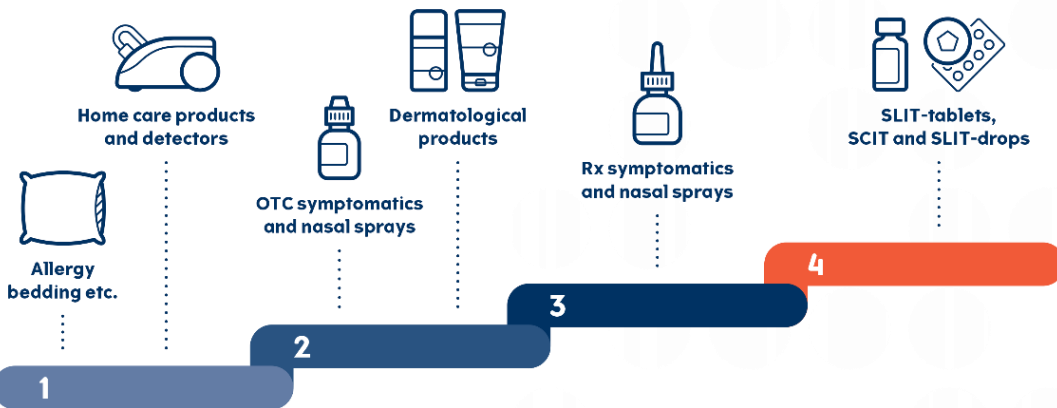 Home care products
and detectors
Dermatological
products
SLIT-tablets,
SCIT and SLIT-drops
Rx symptomatics
and nasal sprays
OTC symptomatics
and nasal sprays
Allergy
bedding etc.
4
3
2
1